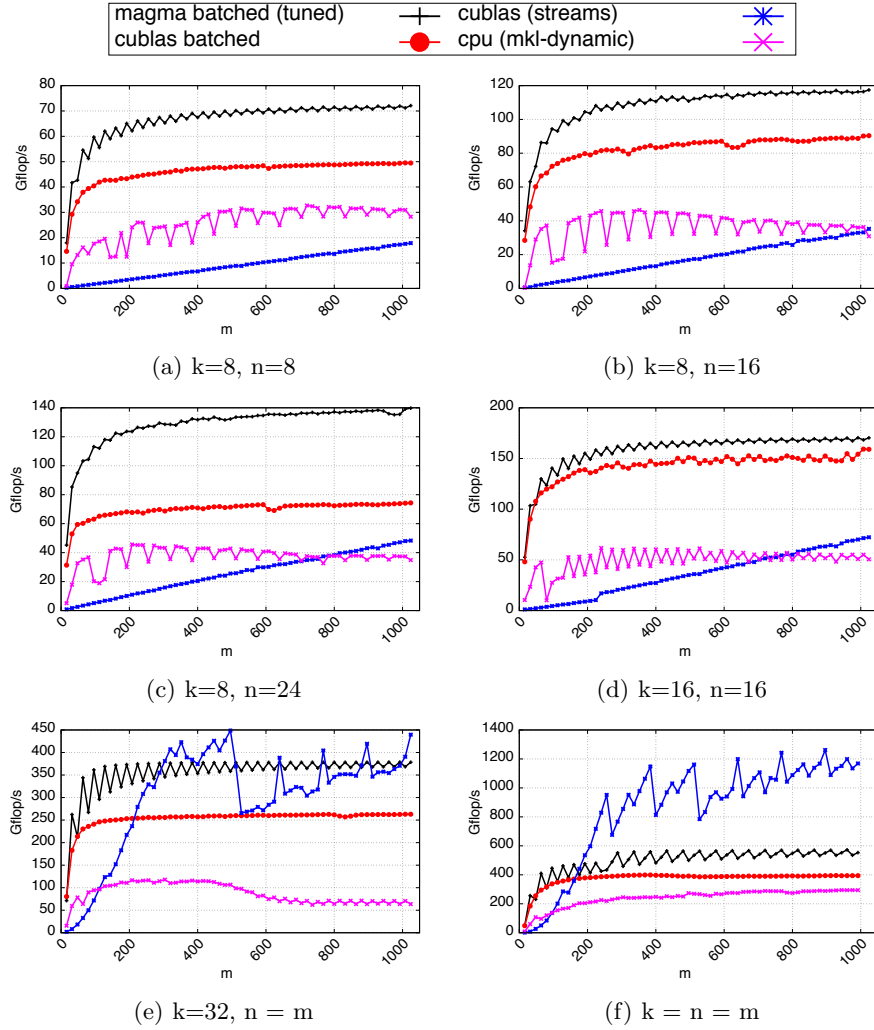 magma batched (tuned) cublas (streams)
cublas batched cpu (mkl-dynamic)
80
70
60
50
40
30
20
10
0
Gflop/s
0 200 400 600 800 1000
m
(a) k=8, n=8
120
100
80
60
40
20
0
Gflop/s
0 200 400 600 800 1000
m
(b) k=8, n=16
140
120
100
80
60
40
20
0
Gflop/s
0 200 400 600 800 1000
m
(c) k=8, n=24
200
150
100
50
0
Gflop/s
0 200 400 600 800 1000
m
(d) k=16, n=16
450
400
350
300
250
200
150
100
50
0
Gflop/s
0 200 400 600 800 1000
m
(e) k=32, n = m
1400
1200
1000
800
600
400
200
0
Gflop/s
0 200 400 600 800 1000
m
(f) k = n = m